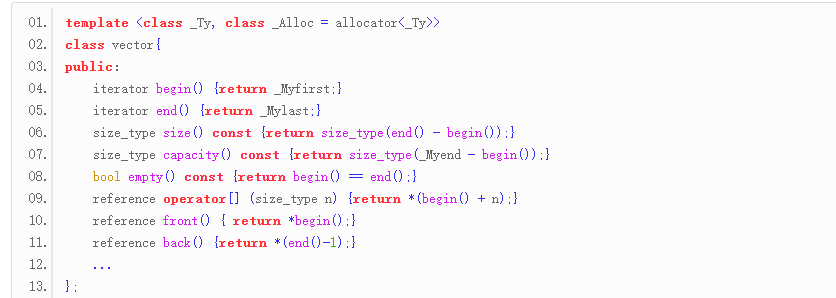 01. template <class _Ty, class _Alloc = allocator<_Ty>>
02. class vector{
03. public:
04. iterator begin() {return _Myfirst;}
05. iterator end() {return _Mylast;}
06. size_type size() const {return size_type(end() - begin());}
07. size_type capacity() const {return size_type(_Myend - begin());}
08. bool empty() const {return begin() == end();}
09. reference operator[] (size_type n) {return *(begin() + n);}
10. reference front() { return *begin();}
11. reference back() {return *(end()-1);}
12. ...
13. };